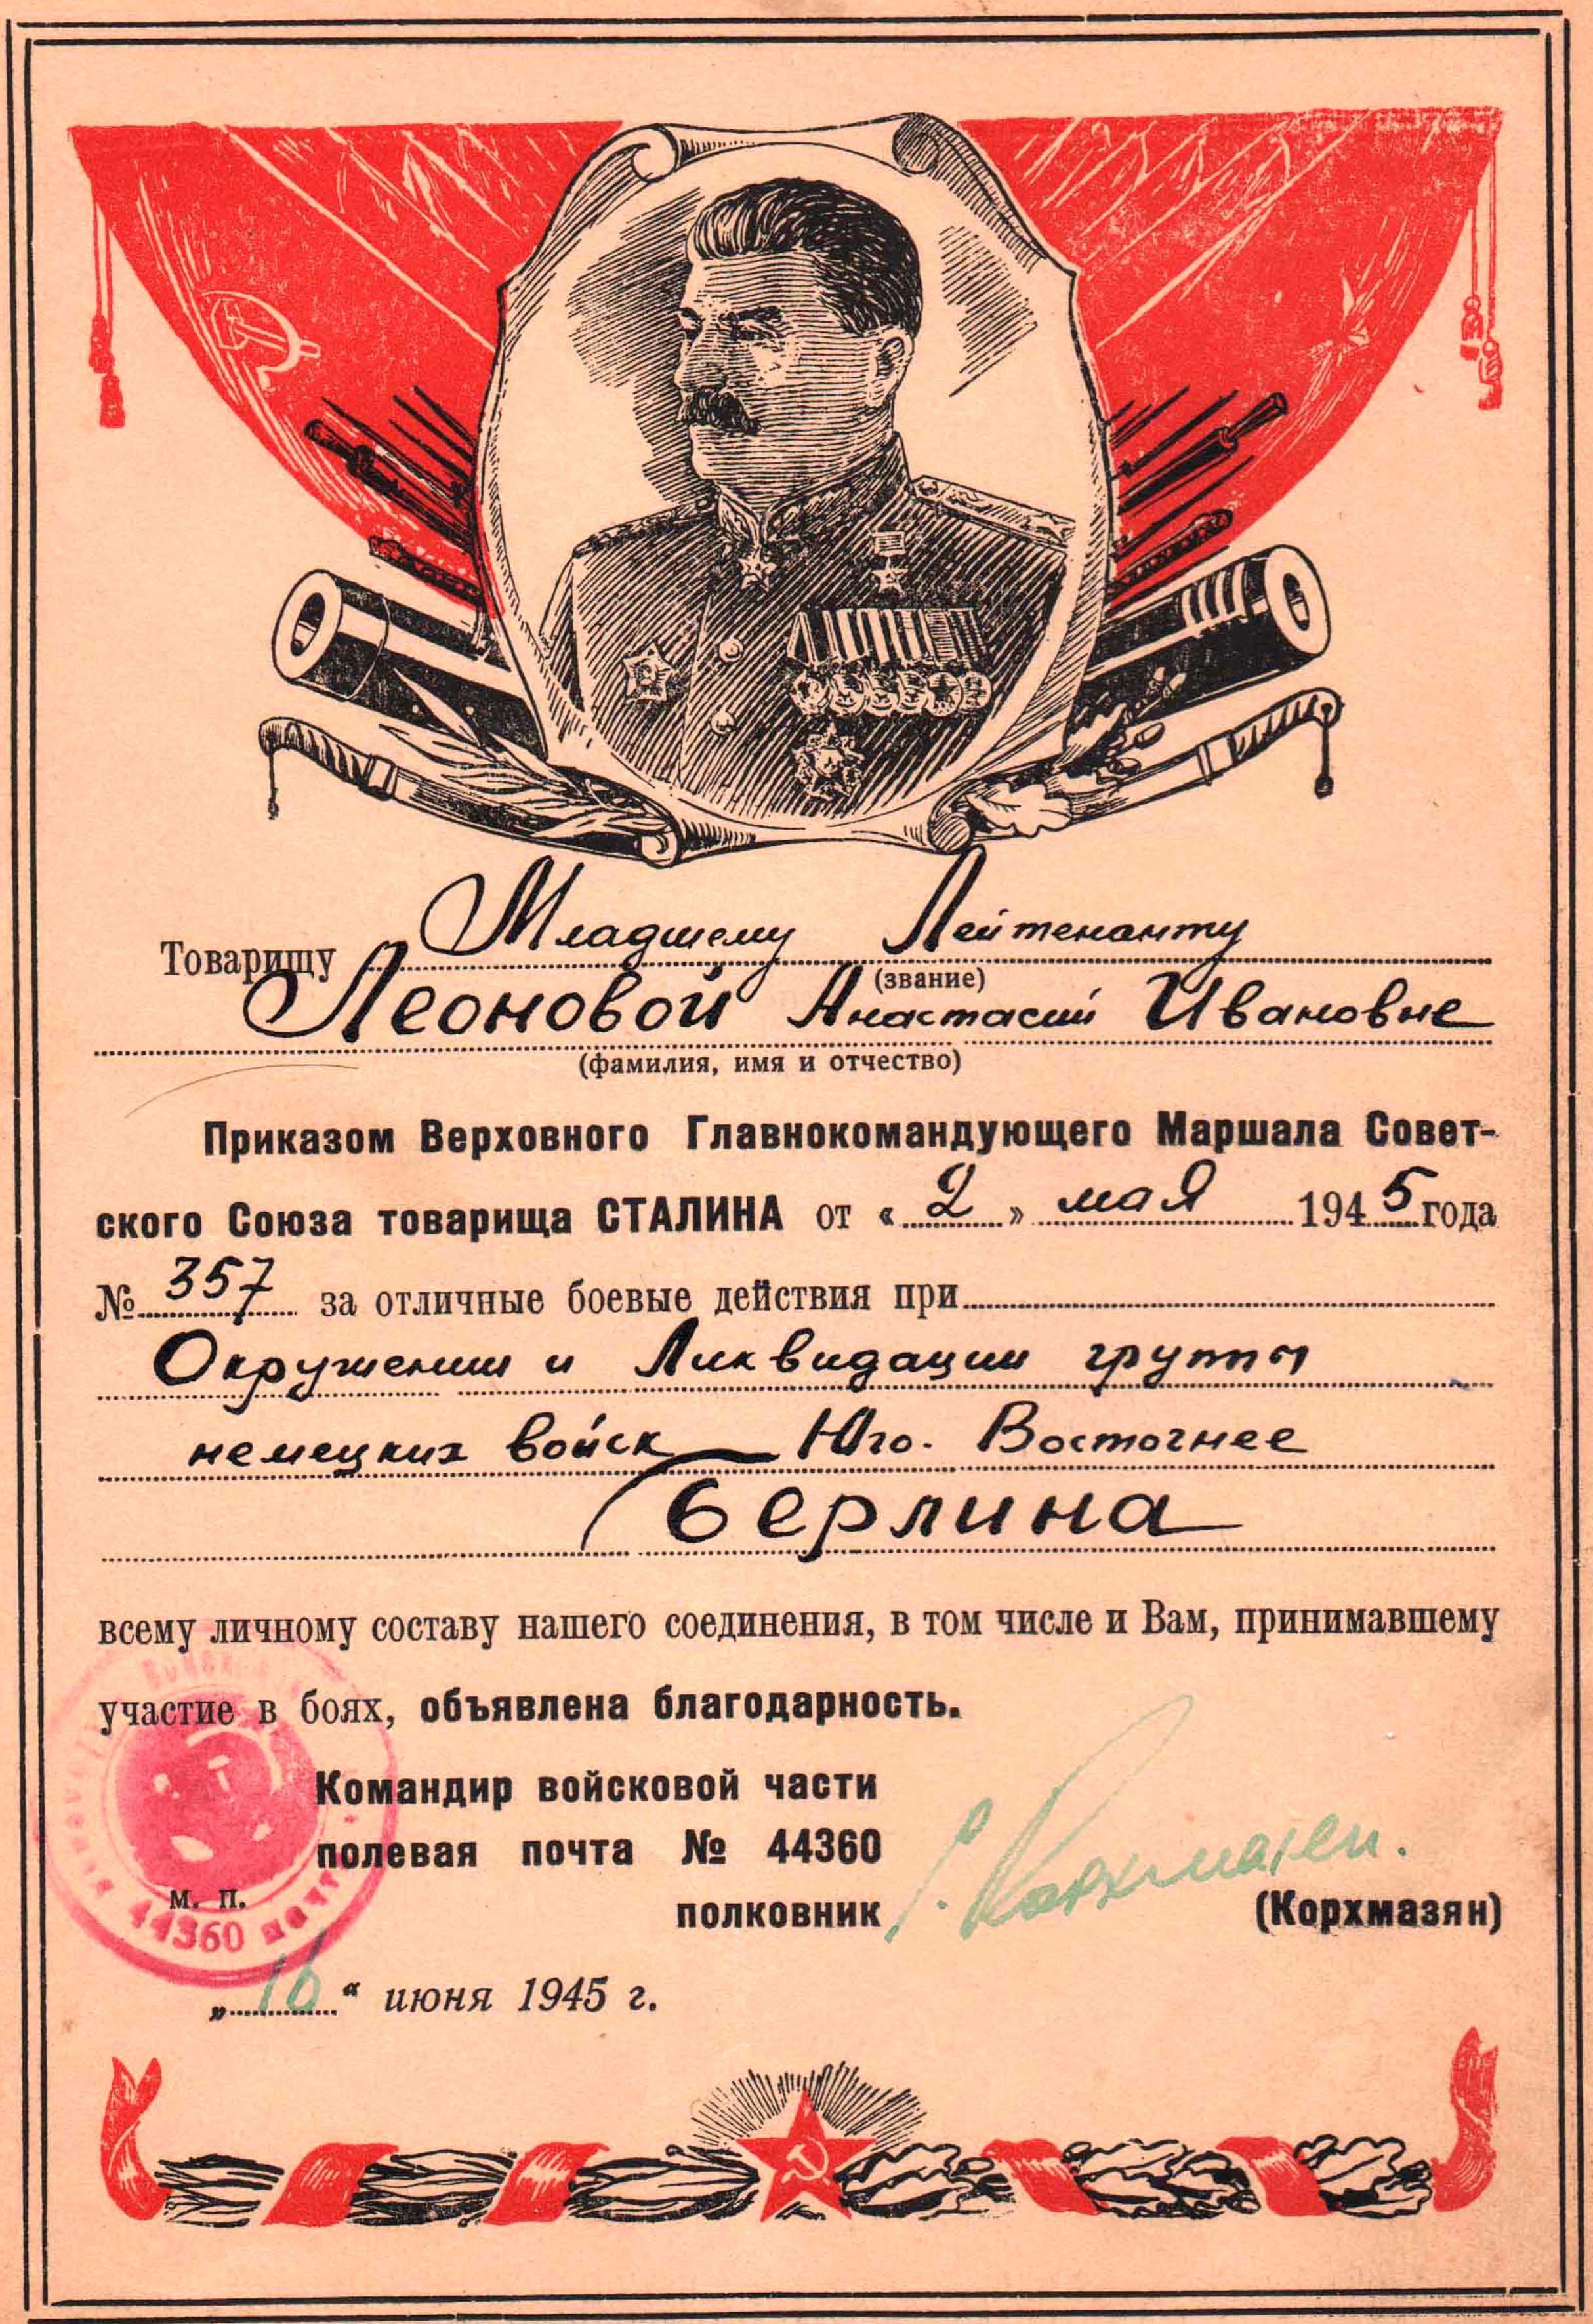 Товарищу Младшему Лейтенанту
(звание)
Леоновой Анастасии Ивановне
(фамилия, имя и отчество)
Приказом Верховного Главнокомандующего Маршала Совет-
ского Союза товарища СТАЛИНА от «2» мая 1945 года
№ 357 за отличные боевые действия при
Окружении и Ликвидации группы
немецких войск Юго-Восточнее
Берлина
всему личному составу нашего соединения, в том числе и Вам, принимавшему
участие в боях, объявлена благодарность.
Командир войсковой части
полевая почта № 44360
полковник (Корхмазян)
м. п.
44360
„16“ июня 1945 г.